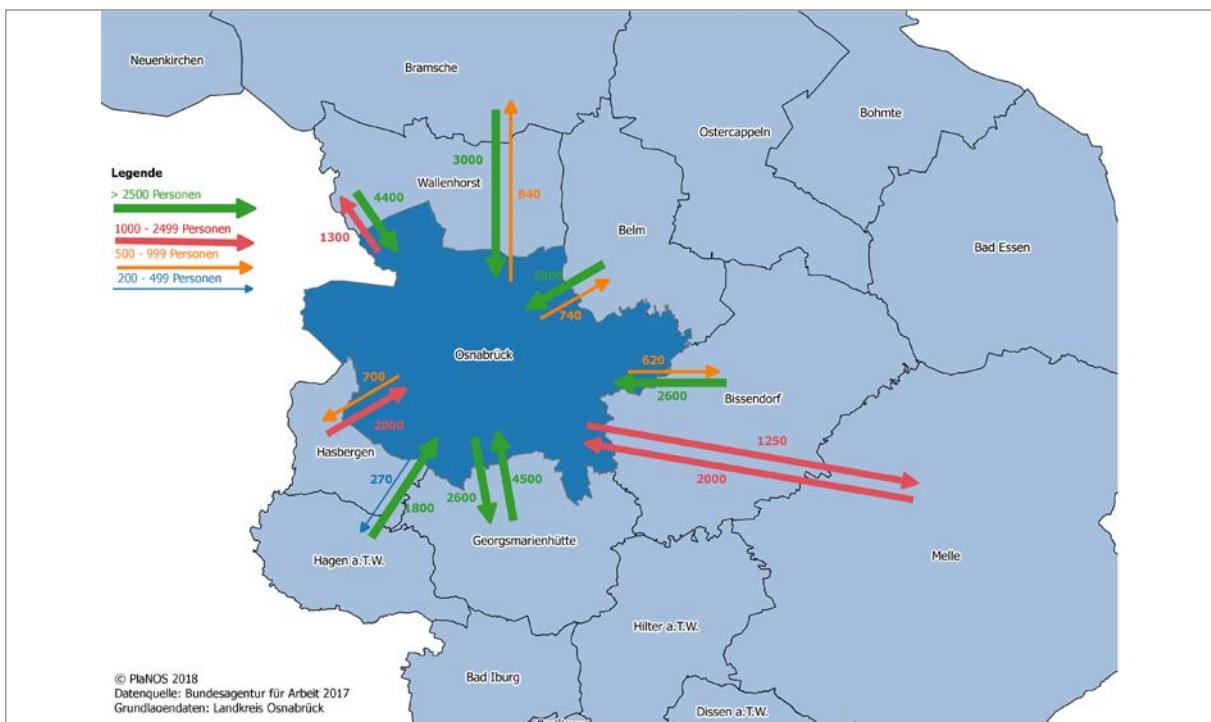 Neuenkirchen
Bramsche
Bohmte
Ostercappeln
Legende
> 2500 Personen
1000 - 2499 Personen
500 - 999 Personen
200 - 499 Personen
3000
Wallenhorst
840
4400
1300
Belm
Bad Essen
740
Osnabrück
620
2600
Bissendorf
700
2000
Hasbergen
1250
2000
270
1800
2600
4500
Georgsmarienhütte
Hagen a.T.W.
Melle
Hilter a.T.W.
Bad Iburg
Dissen a.T.W.
© PlaNOS 2018
Datenquelle: Bundesagentur für Arbeit 2017
Grundlagendaten: Landkreis Osnabrück